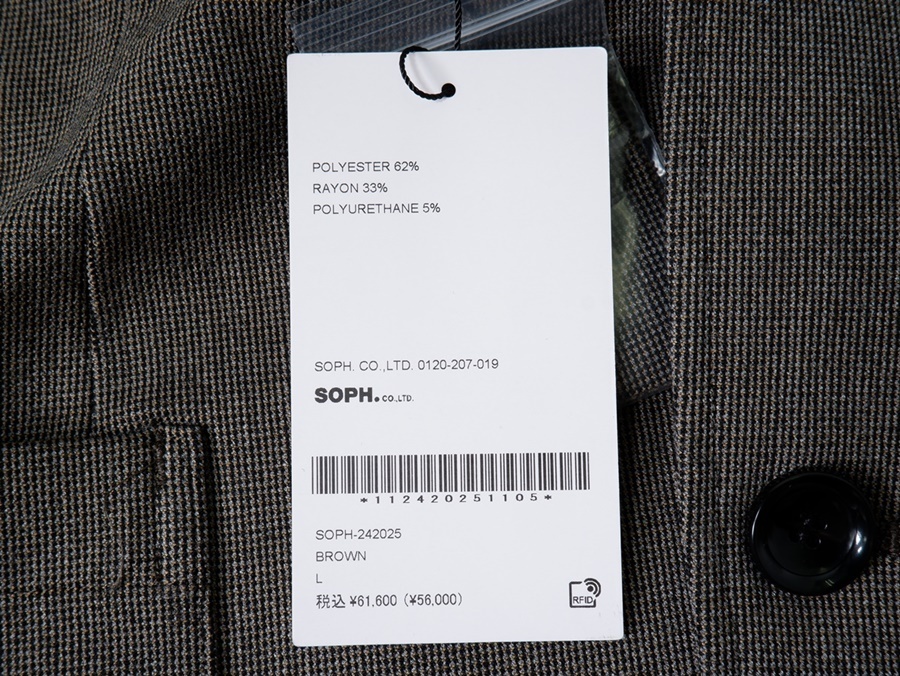 POLYESTER 62%
RAYON 33%
POLYURETHANE 5%
SOPH. CO.,LTD. 0120-207-019
SOPH. CO.,LTD.
*112420251105*
SOPH-242025
BROWN
L
税込 ¥61,600 (¥56,000)
RFID